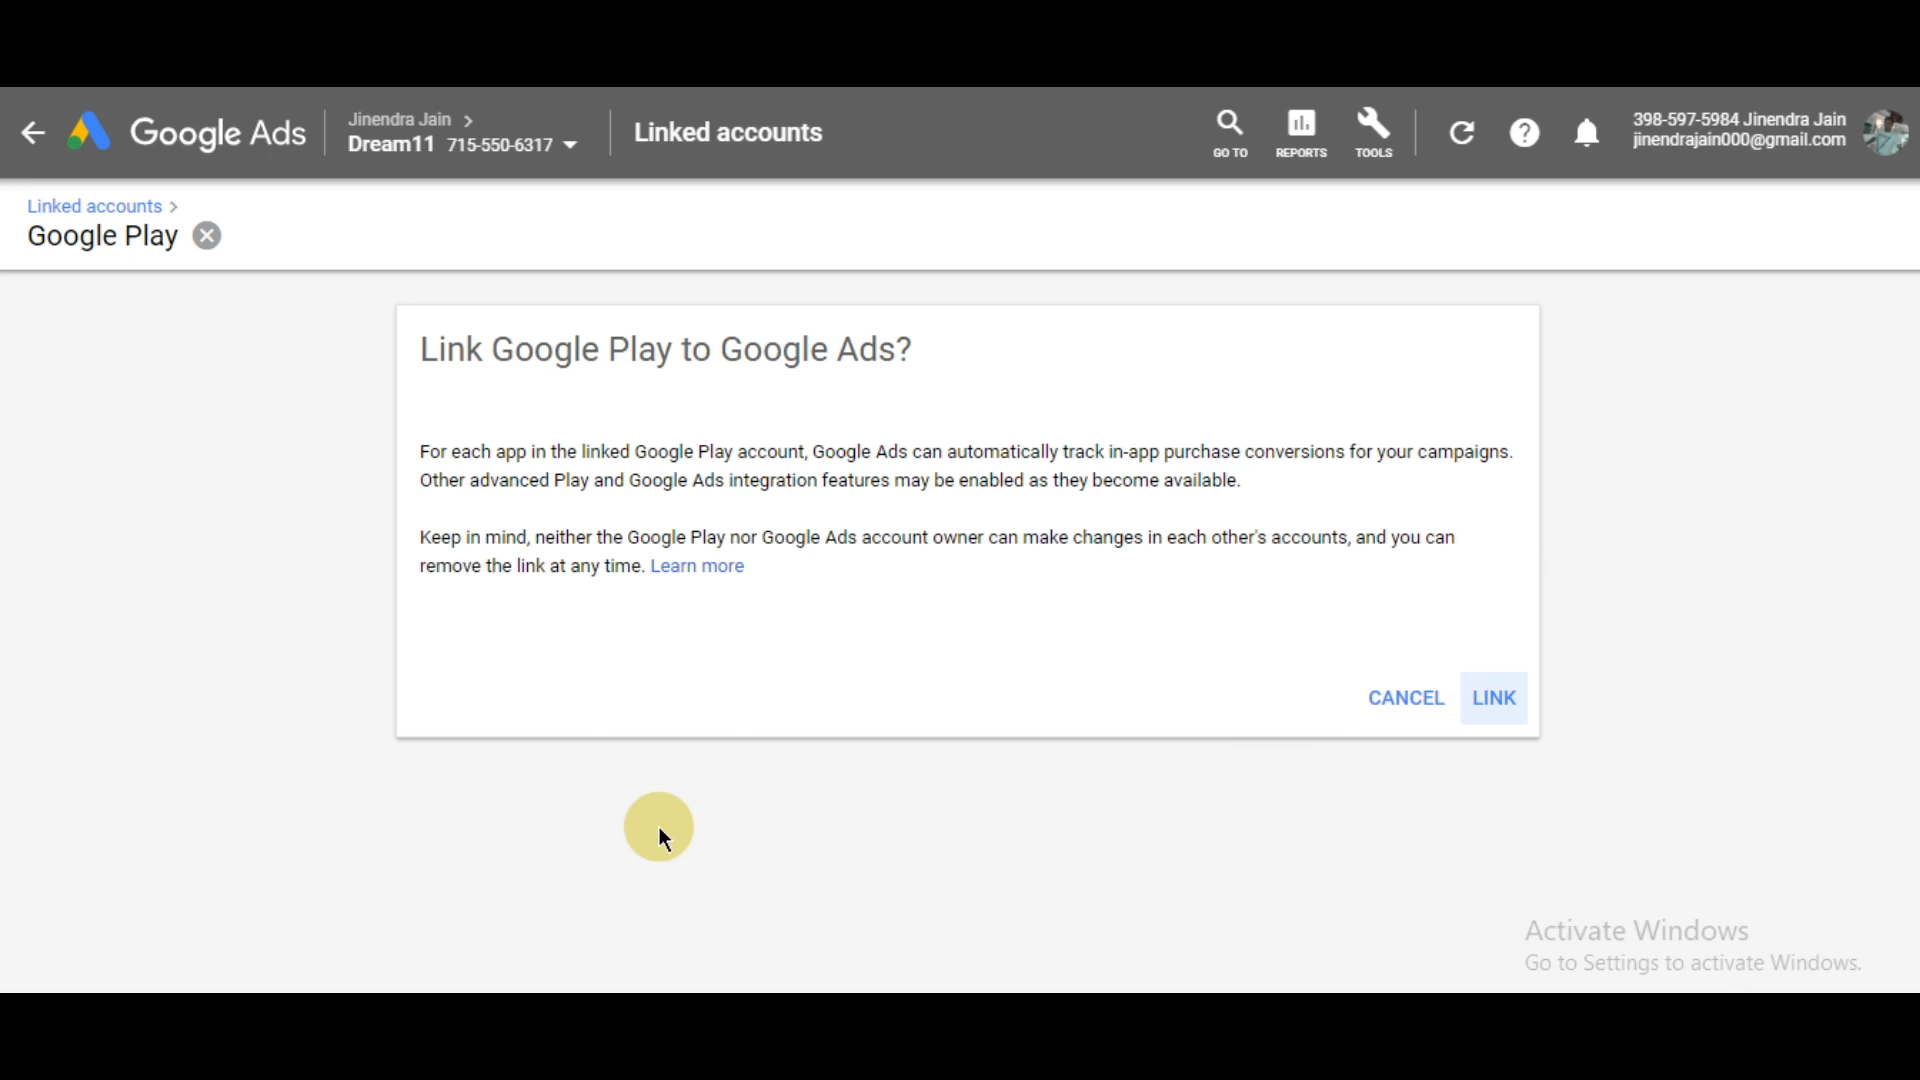 Google Ads
Jinendra Jain >
Dream11 715-550-6317
Linked accounts
GO TO
REPORTS
TOOLS
398-597-5984 Jinendra Jain
jinendrajain000@gmail.com
Linked accounts >
Google Play
Link Google Play to Google Ads?
For each app in the linked Google Play account, Google Ads can automatically track in-app purchase conversions for your campaigns.
Other advanced Play and Google Ads integration features may be enabled as they become available.
Keep in mind, neither the Google Play nor Google Ads account owner can make changes in each other's accounts, and you can
remove the link at any time. Learn more
CANCEL LINK
Activate Windows
Go to Settings to activate Windows.